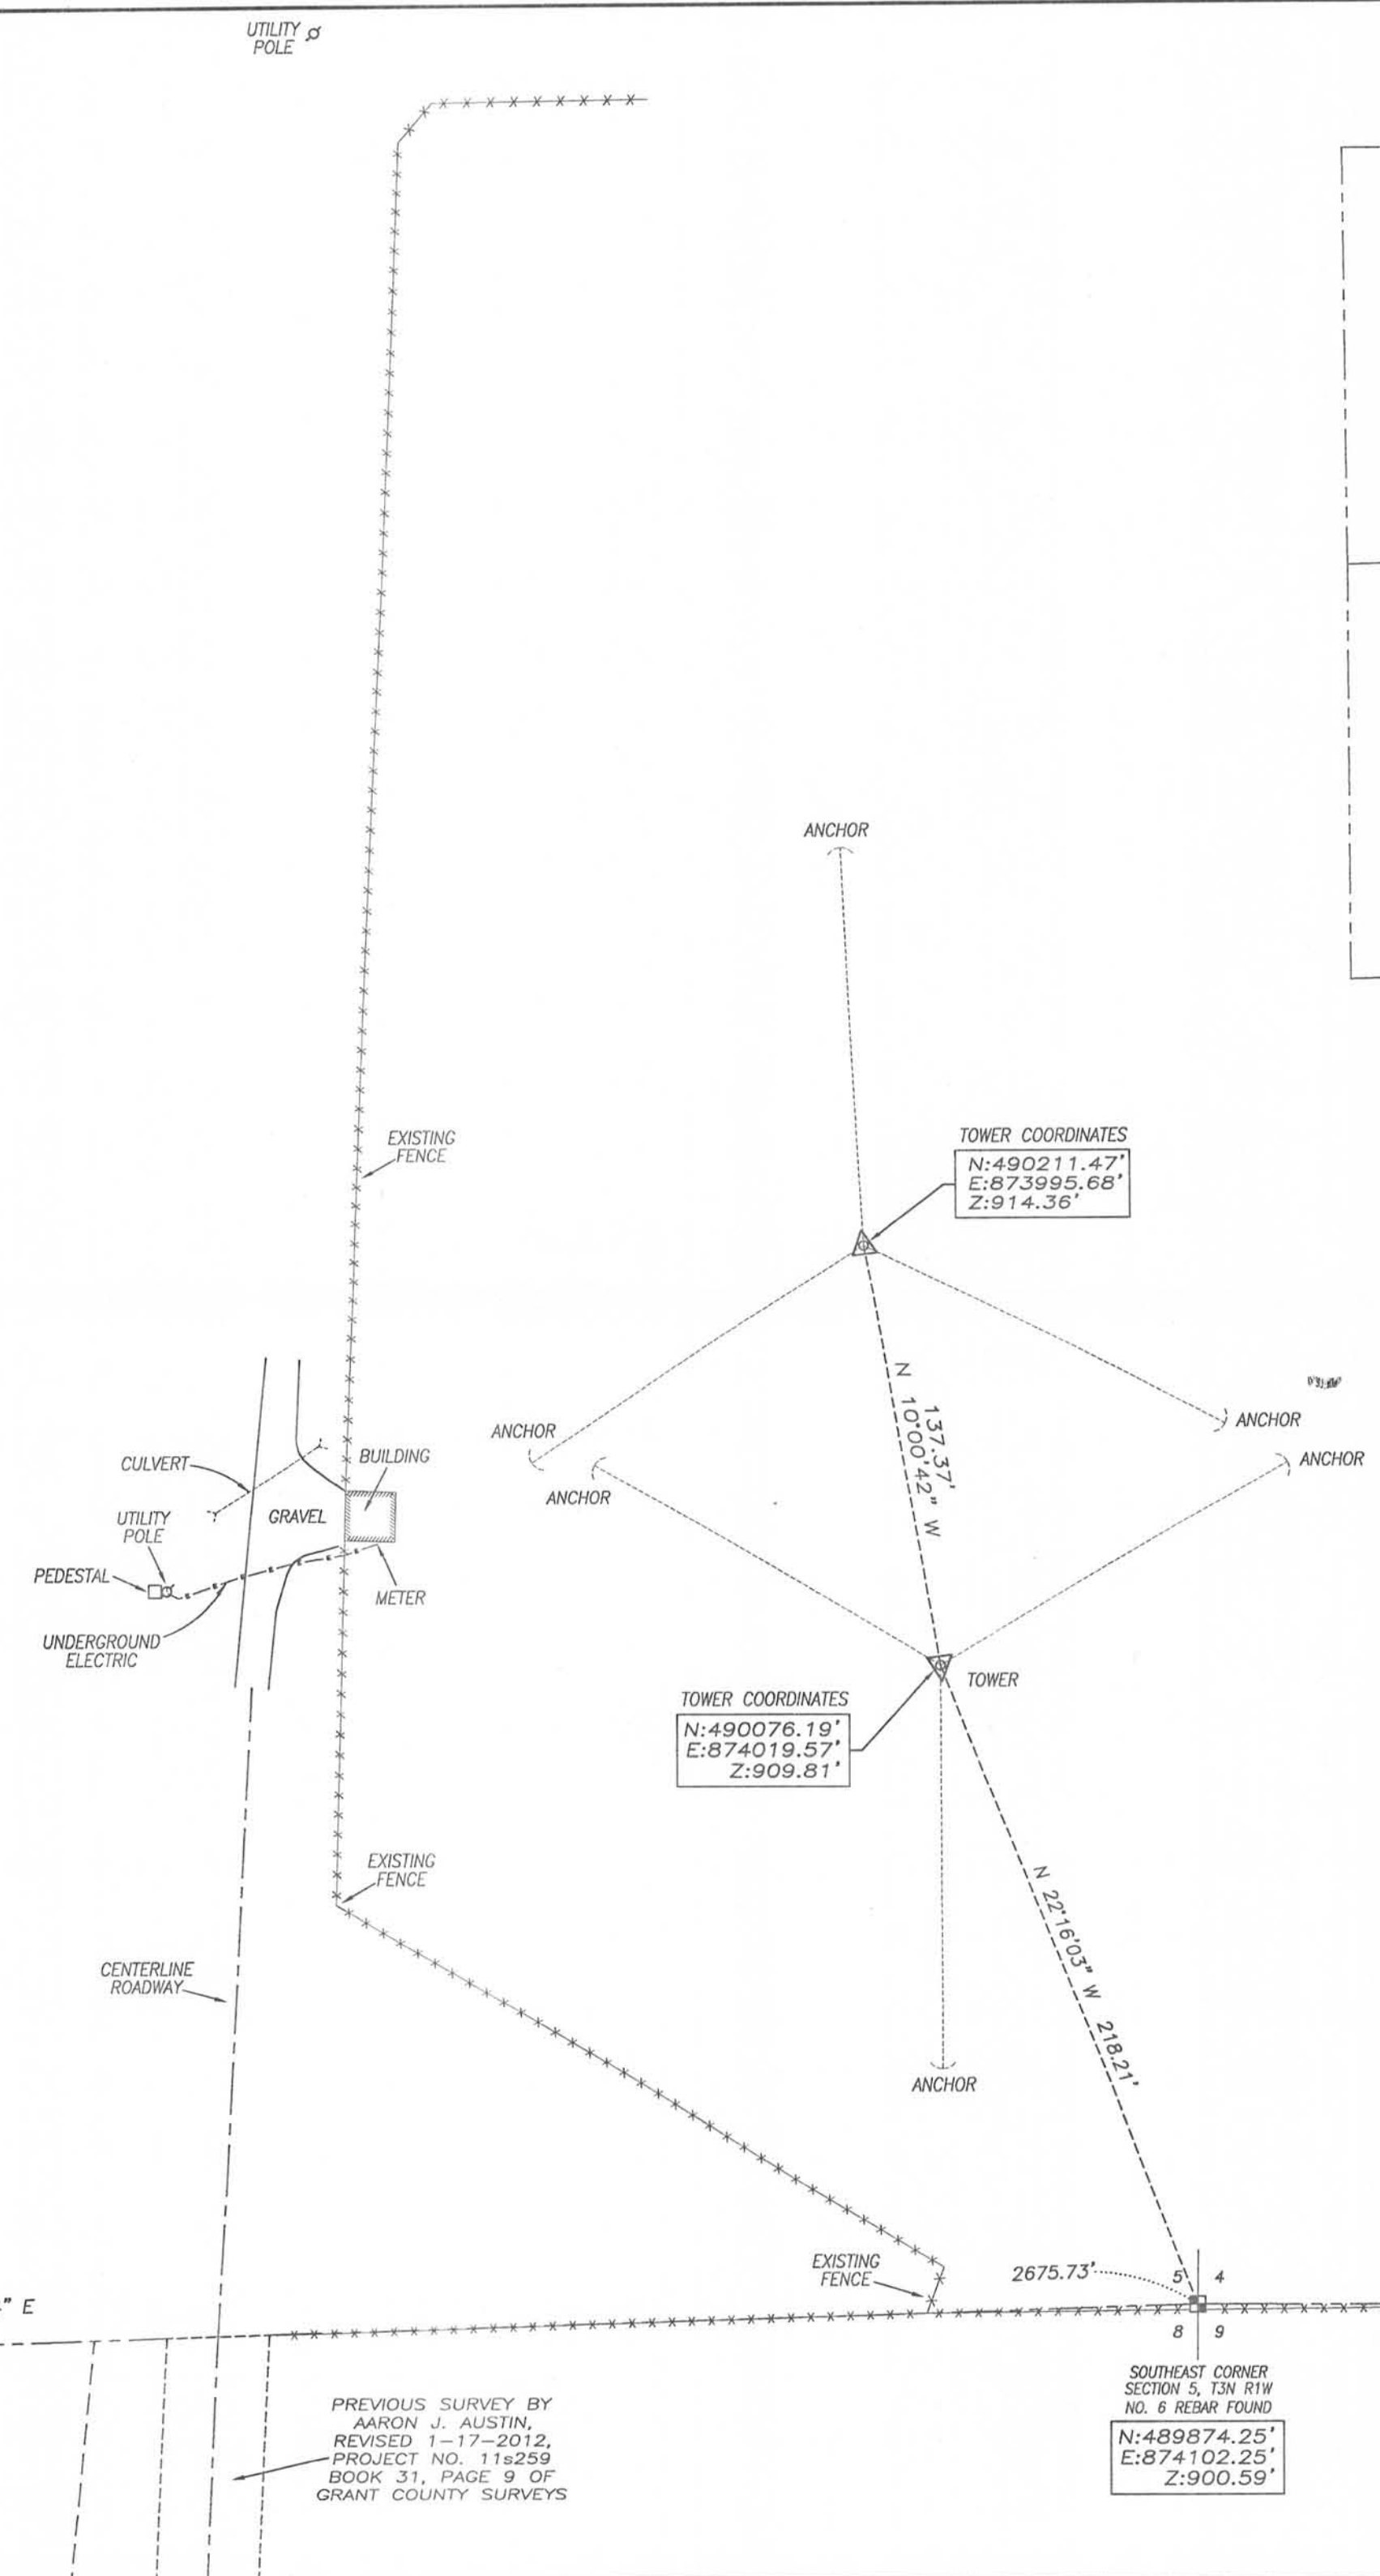 UTILITY
POLE
ANCHOR
EXISTING
FENCE
TOWER COORDINATES
N:490211.47'
E:873995.68'
Z:914.36'
137.37'
N 10°00'42" W
ANCHOR
ANCHOR
ANCHOR
ANCHOR
CULVERT
BUILDING
GRAVEL
UTILITY
POLE
PEDESTAL
METER
UNDERGROUND
ELECTRIC
TOWER
TOWER COORDINATES
N:490076.19'
E:874019.57'
Z:909.81'
EXISTING
FENCE
N 22°16'03" W 218.21'
CENTERLINE
ROADWAY
ANCHOR
EXISTING
FENCE
2675.73'
5 4
8 9
" E
SOUTHEAST CORNER
SECTION 5, T3N R1W
NO. 6 REBAR FOUND
N:489874.25'
E:874102.25'
Z:900.59'
PREVIOUS SURVEY BY
AARON J. AUSTIN,
REVISED 1-17-2012,
PROJECT NO. 11s259
BOOK 31, PAGE 9 OF
GRANT COUNTY SURVEYS